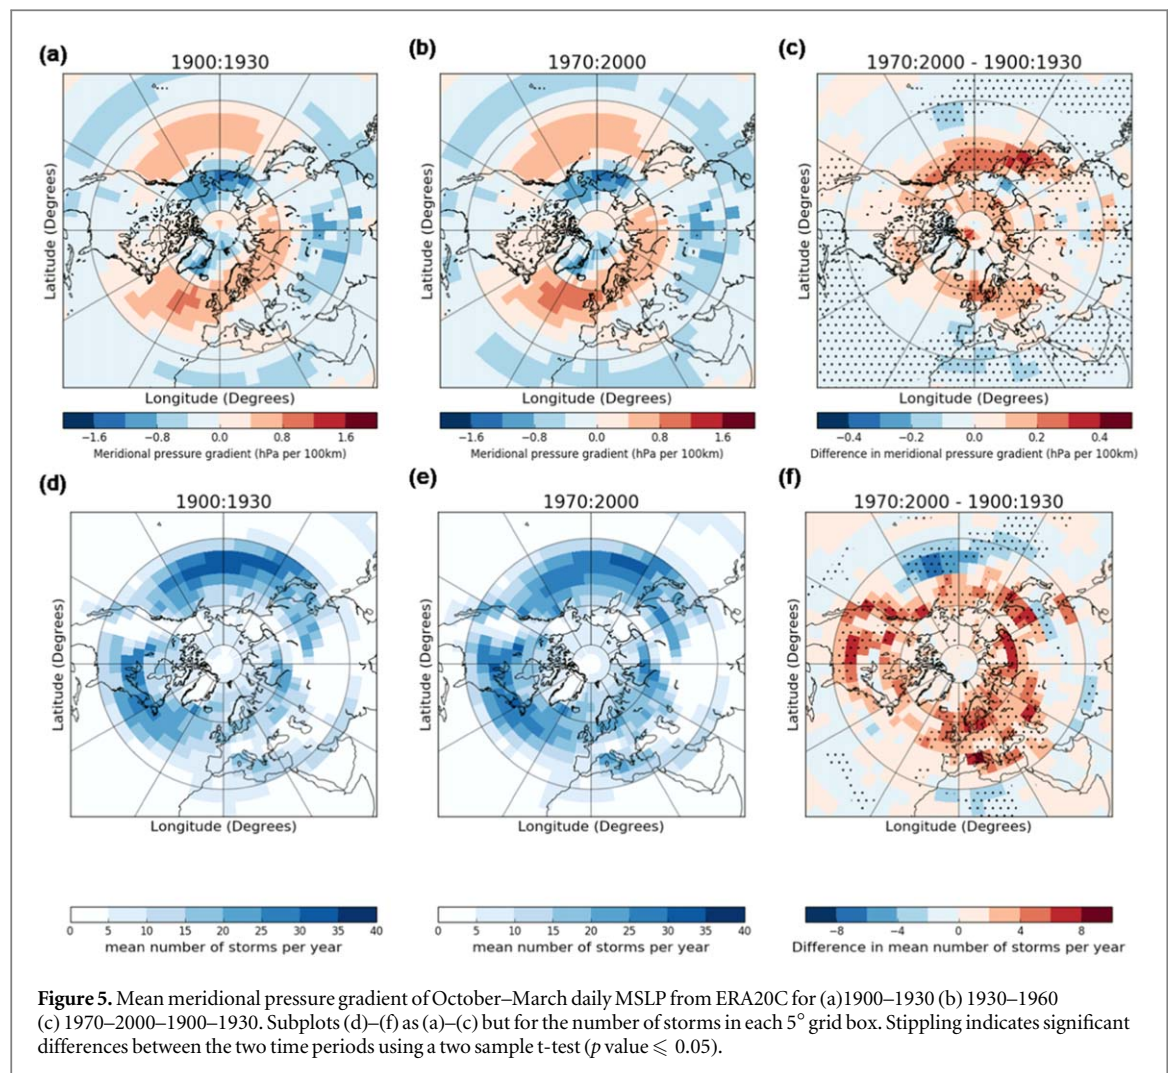 (a)
1900:1930
Latitude (Degrees)
Longitude (Degrees)
−1.6 −0.8 0.0 0.8 1.6
Meridional pressure gradient (hPa per 100km)
(b)
1970:2000
Latitude (Degrees)
Longitude (Degrees)
−1.6 −0.8 0.0 0.8 1.6
Meridional pressure gradient (hPa per 100km)
(c)
1970:2000 - 1900:1930
Latitude (Degrees)
Longitude (Degrees)
−0.4 −0.2 0.0 0.2 0.4
Difference in meridional pressure gradient (hPa per 100km)
(d)
1900:1930
Latitude (Degrees)
Longitude (Degrees)
0 5 10 15 20 25 30 35 40
mean number of storms per year
(e)
1970:2000
Latitude (Degrees)
Longitude (Degrees)
0 5 10 15 20 25 30 35 40
mean number of storms per year
(f)
1970:2000 - 1900:1930
Latitude (Degrees)
Longitude (Degrees)
−8 −4 0 4 8
Difference in mean number of storms per year
Figure 5. Mean meridional pressure gradient of October–March daily MSLP from ERA20C for (a)1900–1930 (b) 1930–1960
(c) 1970–2000–1900–1930. Subplots (d)–(f) as (a)–(c) but for the number of storms in each 5° grid box. Stippling indicates significant
differences between the two time periods using a two sample t-test (p value ⩽ 0.05).